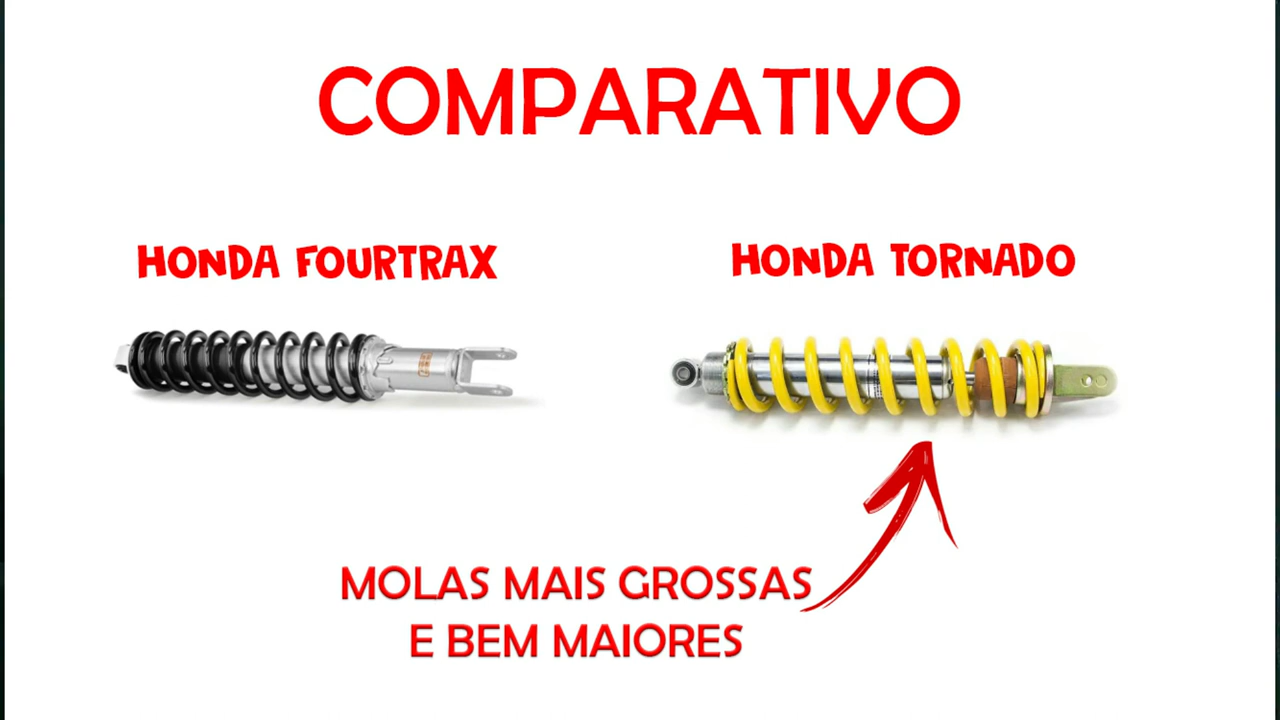 COMPARATIVO
HONDA FOURTRAX
HONDA TORNADO
MOLAS MAIS GROSSAS
E BEM MAIORES